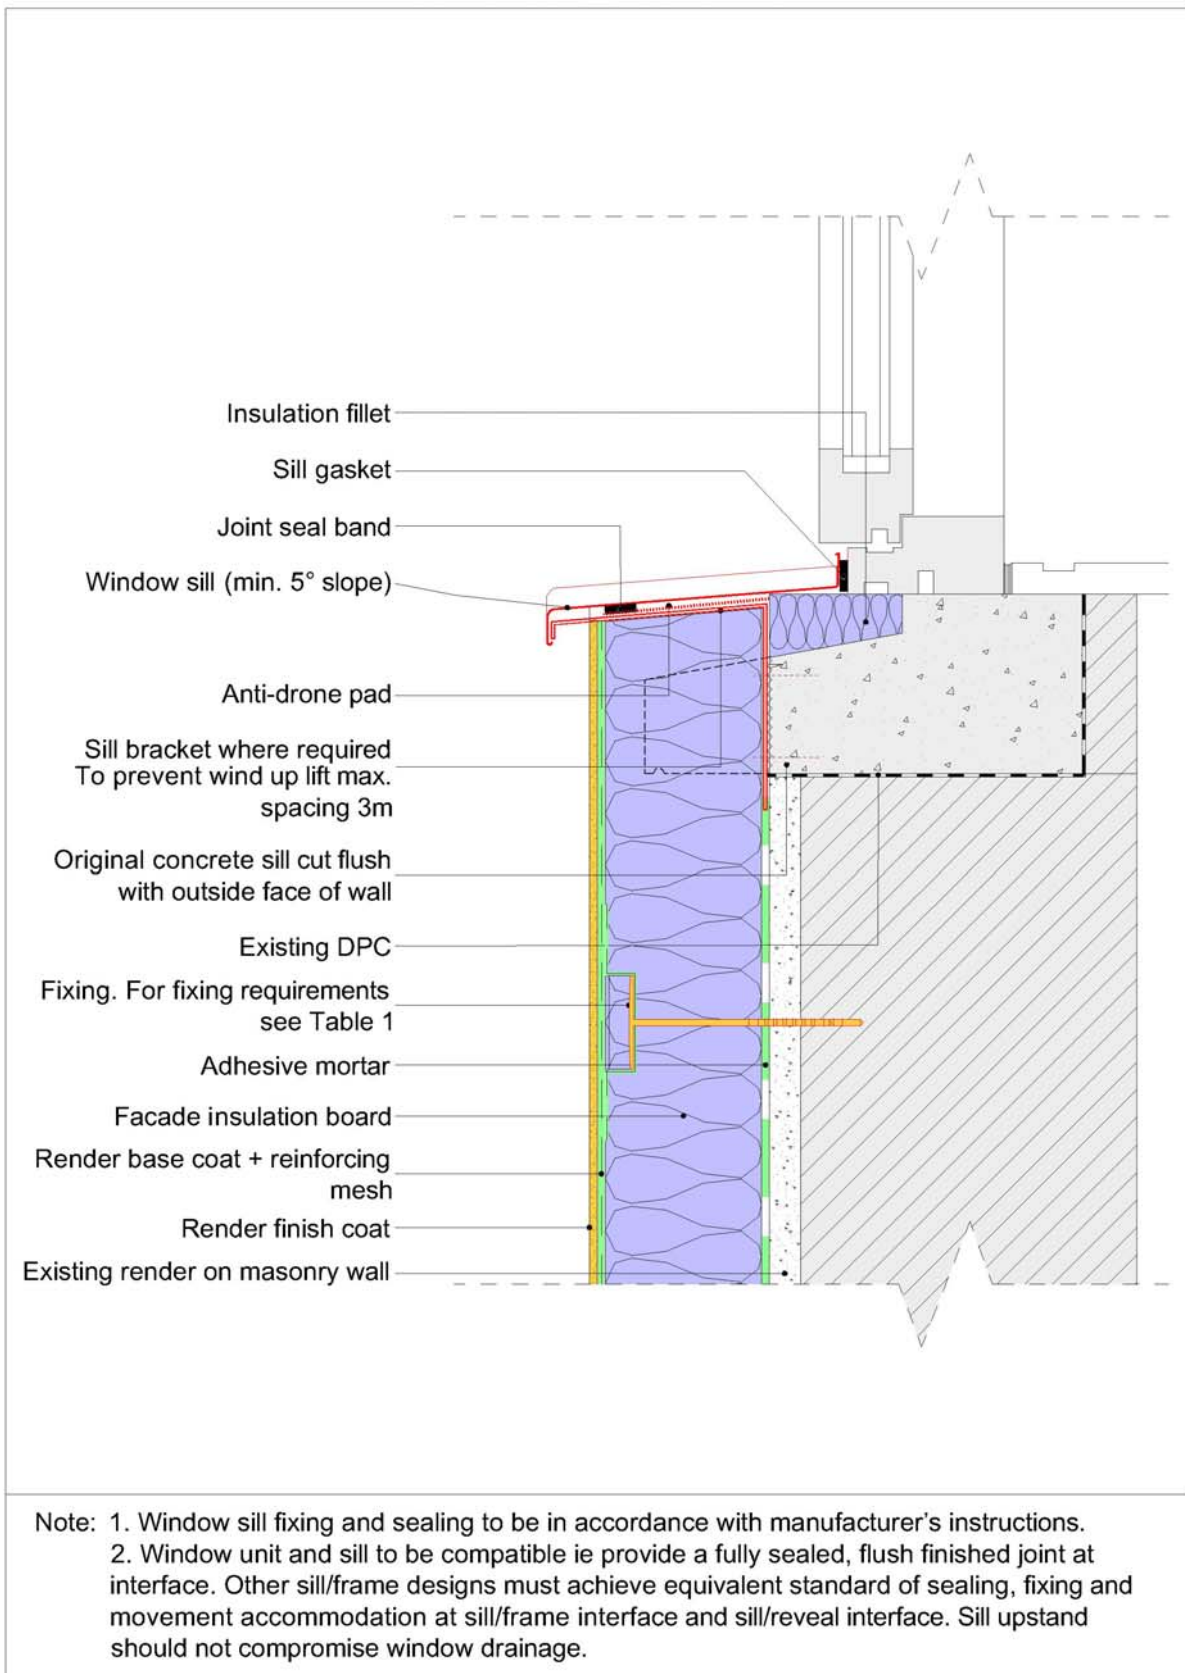 Insulation fillet
Sill gasket
Joint seal band
Window sill (min. 5° slope)
Anti-drone pad
Sill bracket where required
To prevent wind up lift max.
spacing 3m
Original concrete sill cut flush
with outside face of wall
Existing DPC
Fixing. For fixing requirements
see Table 1
Adhesive mortar
Facade insulation board
Render base coat + reinforcing
mesh
Render finish coat
Existing render on masonry wall
Note: 1. Window sill fixing and sealing to be in accordance with manufacturer's instructions.
2. Window unit and sill to be compatible ie provide a fully sealed, flush finished joint at
interface. Other sill/frame designs must achieve equivalent standard of sealing, fixing and
movement accommodation at sill/frame interface and sill/reveal interface. Sill upstand
should not compromise window drainage.